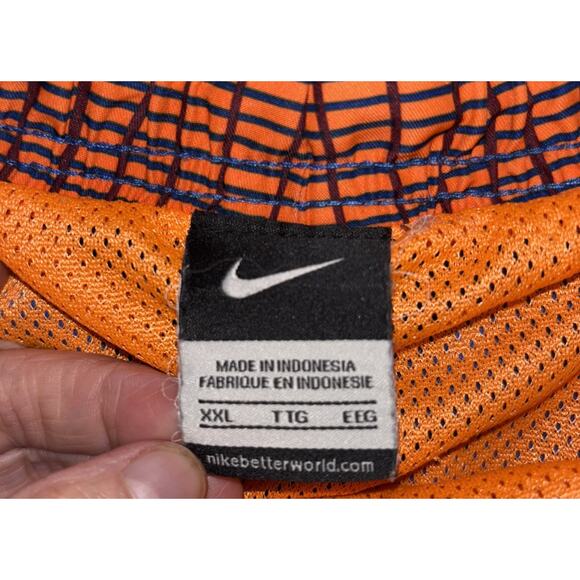 MADE IN INDONESIA
FABRIQUE EN INDONESIE
XXL TTG EEG
nikebetterworld.com